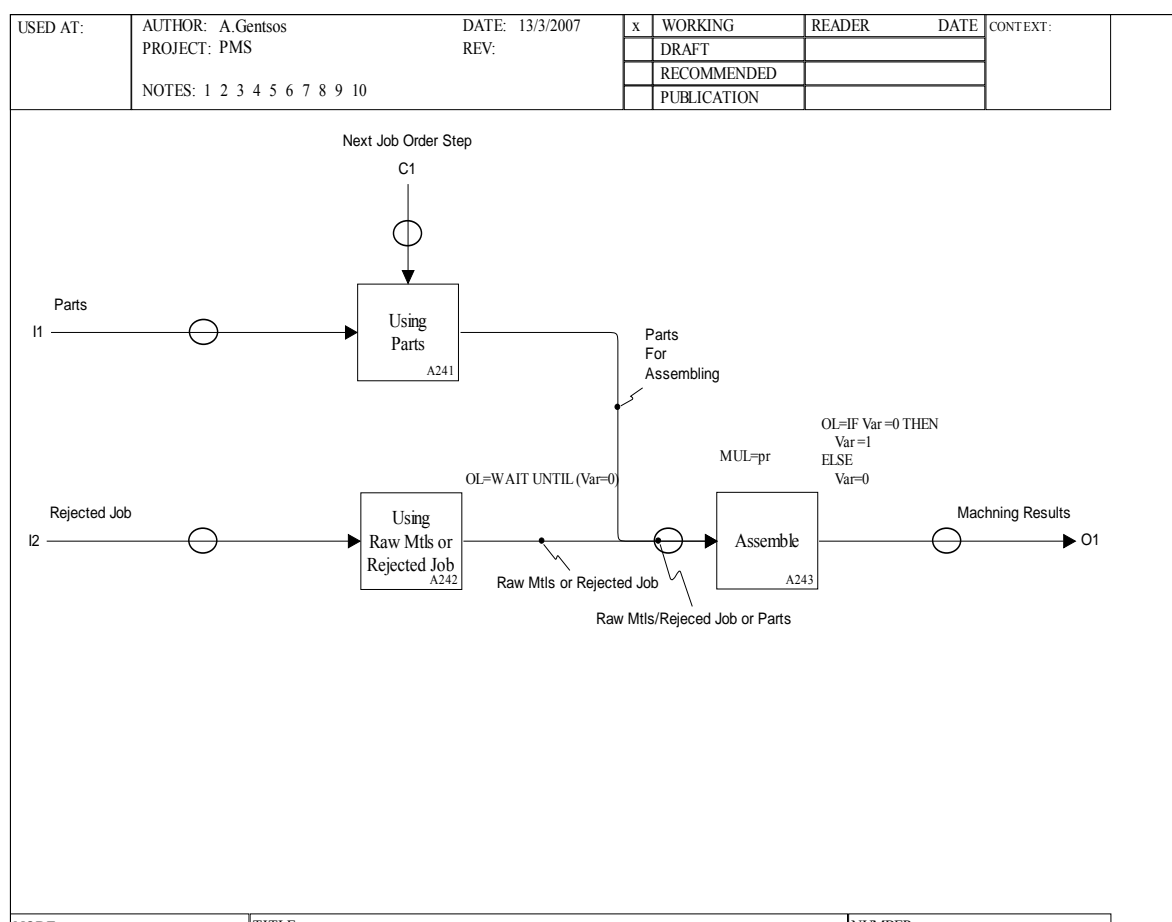 USED AT:
AUTHOR: A.Gentsos
DATE: 13/3/2007
PROJECT: PMS
REV:
NOTES: 1 2 3 4 5 6 7 8 9 10
x WORKING
DRAFT
RECOMMENDED
PUBLICATION
READER DATE
CONTEXT:
Next Job Order Step
C1
Parts
I1
Using
Parts
A241
Parts
For
Assembling
OL=IF Var =0 THEN
Var =1
ELSE
Var=0
MUL=pr
OL=WAIT UNTIL (Var=0)
Rejected Job
I2
Using
Raw Mtls or
Rejected Job
A242
Raw Mtls or Rejected Job
Assemble
A243
Machning Results
O1
Raw Mtls/Rejeced Job or Parts